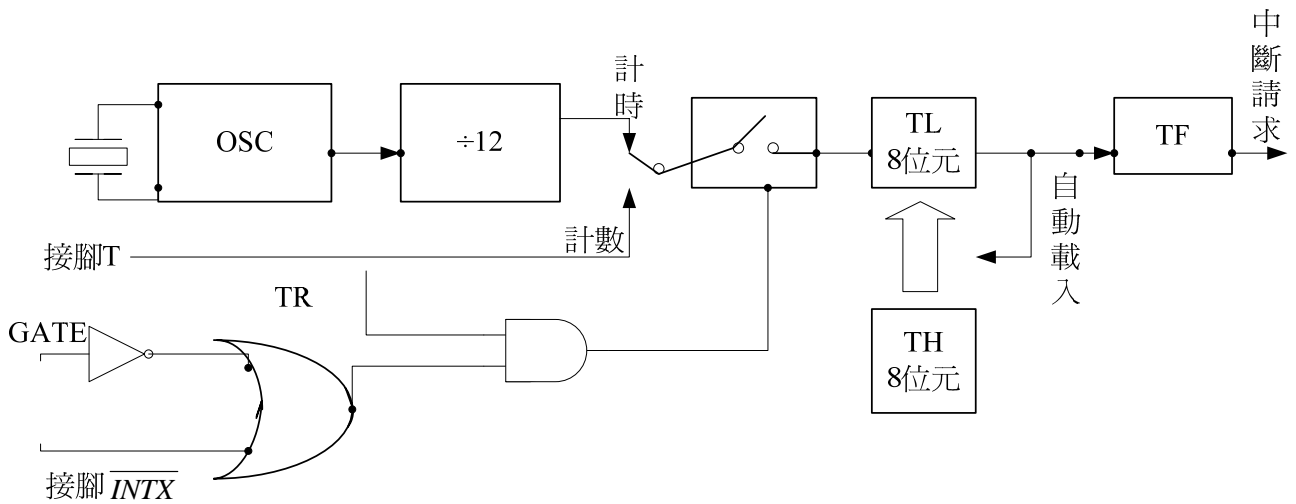 中斷請求
計時
OSC
÷12
TL
8位元
TF
自動載入
計數
接腳T
TR
GATE
TH
8位元
接腳 I̅N̅T̅X̅